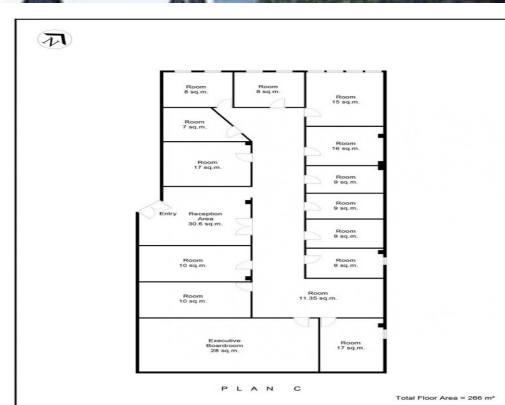 N
Room
8 sq.m.
Room
8 sq.m.
Room
15 sq.m.
Room
7 sq.m.
Room
16 sq.m.
Room
17 sq.m.
Room
9 sq.m.
Room
9 sq.m.
Entry
Reception
Area
30.6 sq.m.
Room
9 sq.m.
Room
10 sq.m.
Room
9 sq.m.
Room
10 sq.m.
Room
11.35 sq.m.
Executive
Boardroom
28 sq.m.
Room
17 sq.m.
PLAN C
Total Floor Area = 266 m²